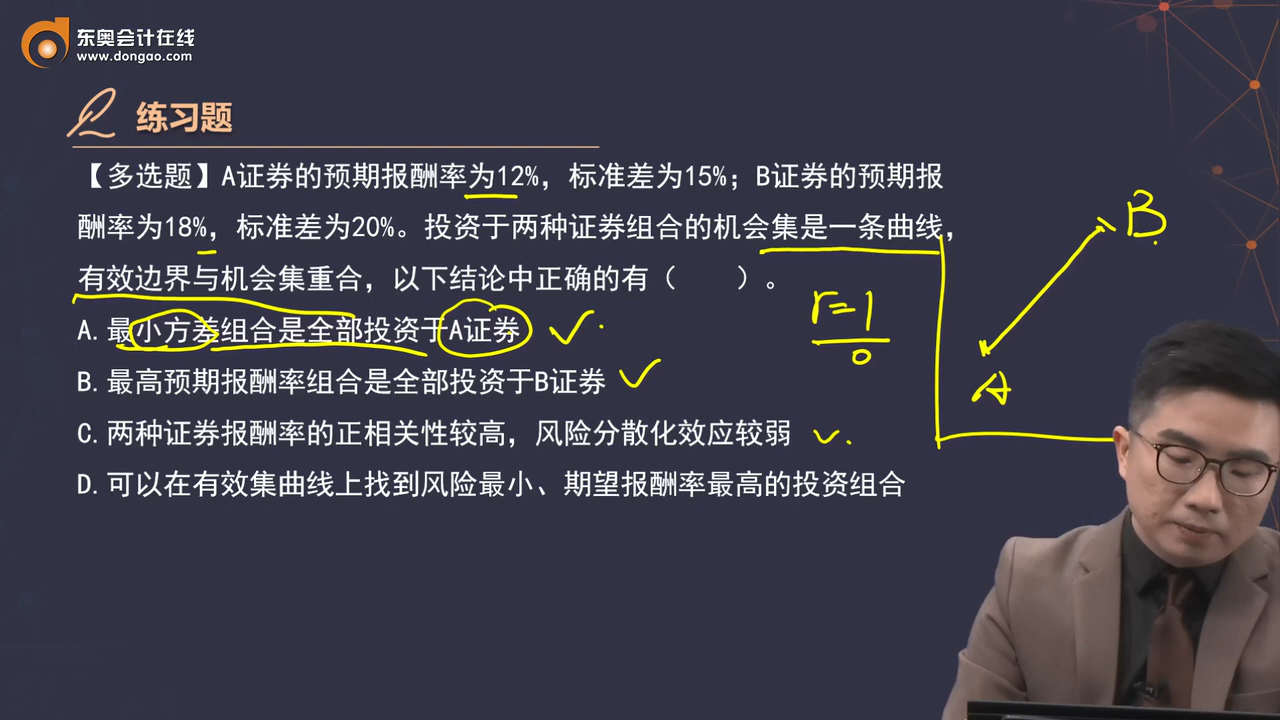 东奥会计在线
www.dongao.com
练习题
【多选题】A证券的预期报酬率为12%，标准差为15%；B证券的预期报
酬率为18%，标准差为20%。投资于两种证券组合的机会集是一条曲线，
有效边界与机会集重合，以下结论中正确的有（　　）。
A.最小方差组合是全部投资于A证券
B.最高预期报酬率组合是全部投资于B证券
C.两种证券报酬率的正相关性较高，风险分散化效应较弱
D.可以在有效集曲线上找到风险最小、期望报酬率最高的投资组合
r=1
0
B
A